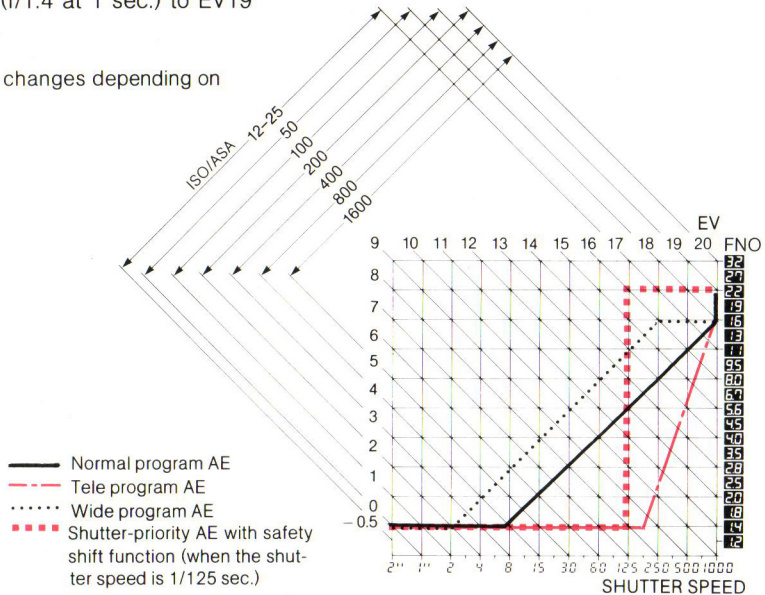 (f/1.4 at 1 sec.) to EV19
changes depending on
ISO/ASA 12–25
50
100
200
400
800
1600
EV
9 10 11 12 13 14 15 16 17 18 19 20 FNO
8
7
6
5
4
3
2
1
0
–0.5
32
27
22
19
16
13
11
9.5
8.0
6.7
5.6
4.5
4.0
3.5
2.8
2.5
2.0
1.8
1.4
1.2
2'' 1'' 2 4 8 15 30 60 125 250 500 1000
SHUTTER SPEED
Normal program AE
Tele program AE
Wide program AE
Shutter-priority AE with safety
shift function (when the shut-
ter speed is 1/125 sec.)